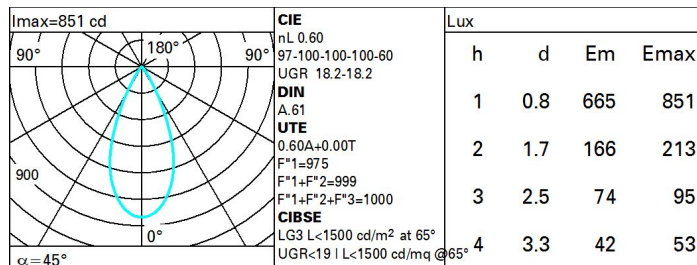 Imax=851 cd
90° 180° 90°
900
0°
α=45°
CIE
nL 0.60
97-100-100-100-60
UGR 18.2-18.2
DIN
A.61
UTE
0.60A+0.00T
F"1=975
F"1+F"2=999
F"1+F"2+F"3=1000
CIBSE
LG3 L<1500 cd/m² at 65°
UGR<19 | L<1500 cd/mq @65°
Lux
h d Em Emax
1 0.8 665 851
2 1.7 166 213
3 2.5 74 95
4 3.3 42 53